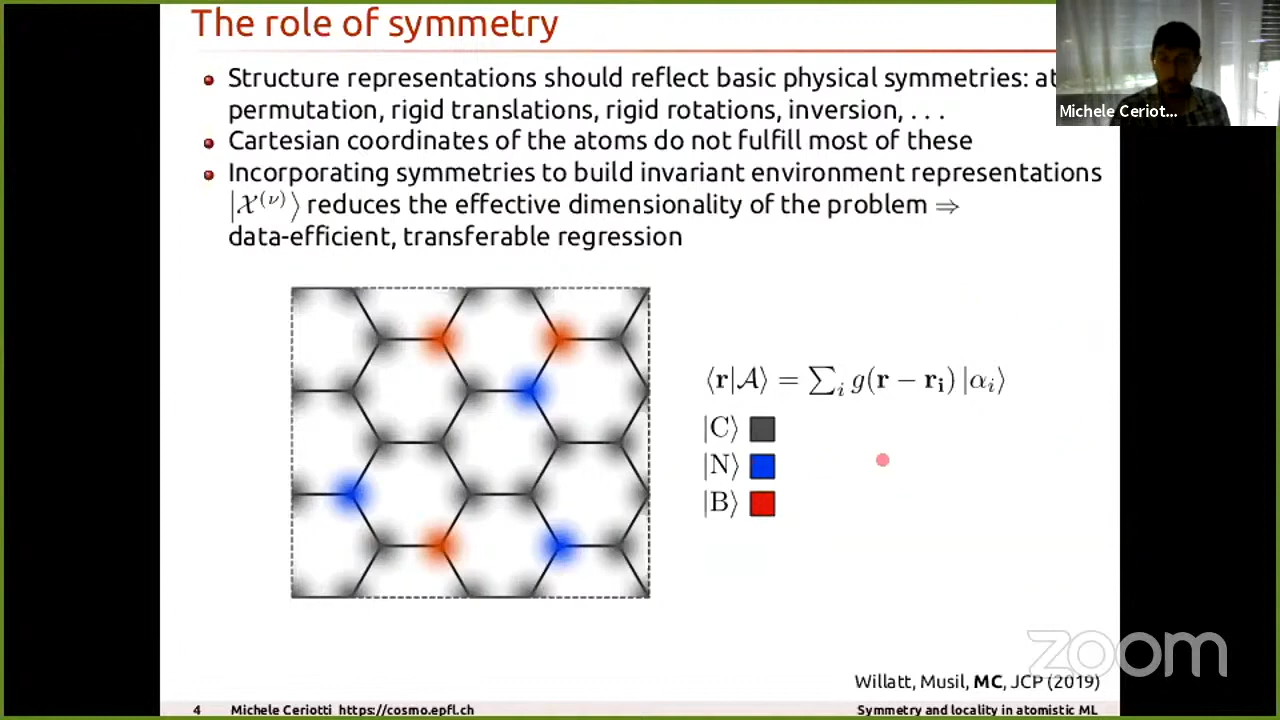 The role of symmetry
Structure representations should reflect basic physical symmetries:
permutation, rigid translations, rigid rotations, inversion, . . .
Cartesian coordinates of the atoms do not fulfill most of these
Incorporating symmetries to build invariant environment representations
|𝒳^(ν)⟩ reduces the effective dimensionality of the problem ⇒
data-efficient, transferable regression
⟨r|𝒜⟩ = ∑_i g(r − r_i) |α_i⟩
|C⟩
|N⟩
|B⟩
Willatt, Musil, MC, JCP (2019)
4 Michele Ceriotti https://cosmo.epfl.ch Symmetry and locality in atomistic ML
Michele Ceriot...
zoom